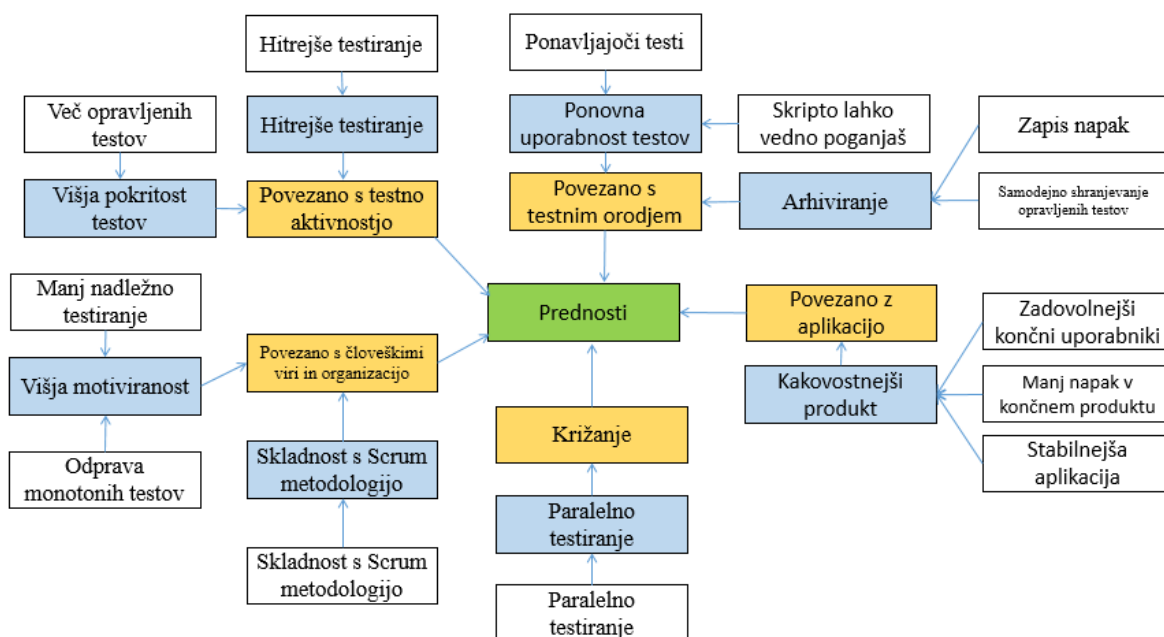 Hitrejše testiranje
Ponavljajoči testi
Več opravljenih
testov
Hitrejše testiranje
Ponovna
uporabnost testov
Skripto lahko
vedno poganjaš
Zapis napak
Višja pokritost
testov
Povezano s testno
aktivnostjo
Povezano s
testnim orodjem
Arhiviranje
Samodejno shranjevanje
opravljenih testov
Manj nadležno
testiranje
Prednosti
Povezano z
aplikacijo
Zadovolnejši
končni uporabniki
Višja motiviranost
Povezano s človeškimi
viri in organizacijo
Kakovostnejši
produkt
Manj napak v
končnem produktu
Odprava
monotonih testov
Skladnost s Scrum
metodologijo
Križanje
Stabilnejša
aplikacija
Paralelno
testiranje
Skladnost s Scrum
metodologijo
Paralelno
testiranje